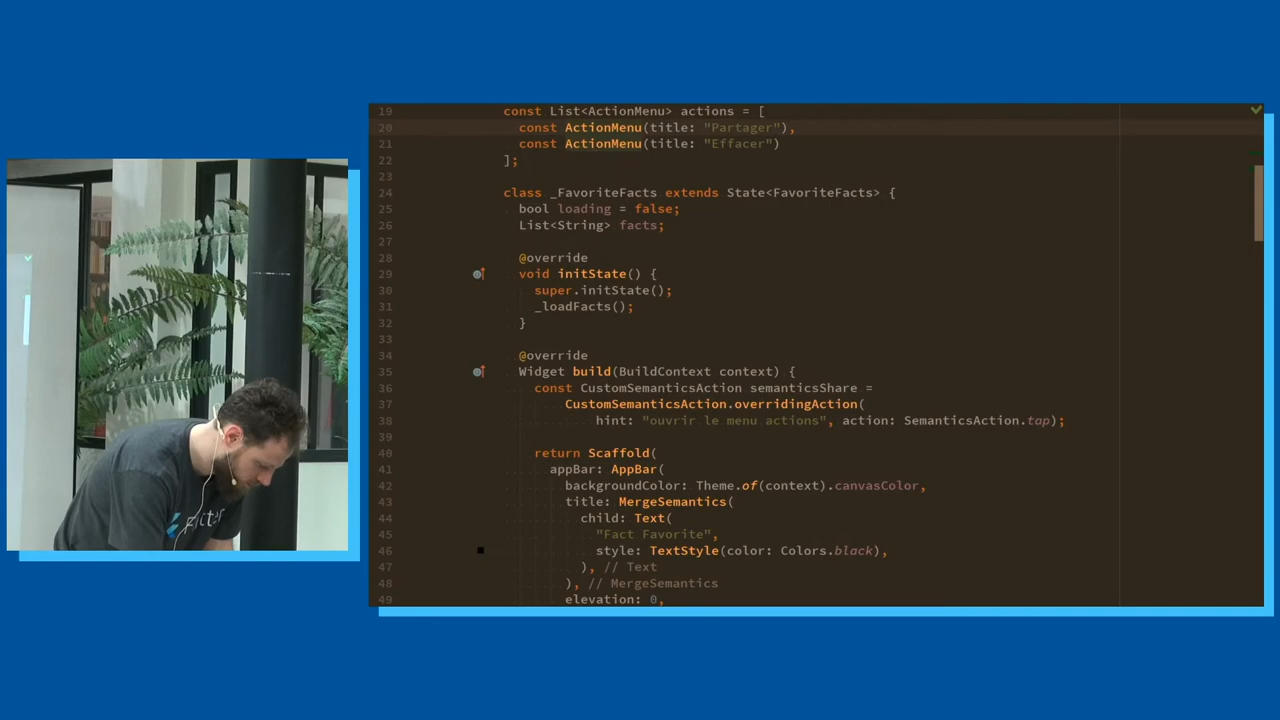 19 const List<ActionMenu> actions = [
20 const ActionMenu(title: "Partager"),
21 const ActionMenu(title: "Effacer")
22 ];
23
24 class _FavoriteFacts extends State<FavoriteFacts> {
25 bool loading = false;
26 List<String> facts;
27
28 @override
29 void initState() {
30 super.initState();
31 _loadFacts();
32 }
33
34 @override
35 Widget build(BuildContext context) {
36 const CustomSemanticsAction semanticsShare =
37 CustomSemanticsAction.overridingAction(
38 hint: "ouvrir le menu actions", action: SemanticsAction.tap);
39
40 return Scaffold(
41 appBar: AppBar(
42 backgroundColor: Theme.of(context).canvasColor,
43 title: MergeSemantics(
44 child: Text(
45 "Fact Favorite",
46 style: TextStyle(color: Colors.black),
47 ), // Text
48 ), // MergeSemantics
49 elevation: 0,